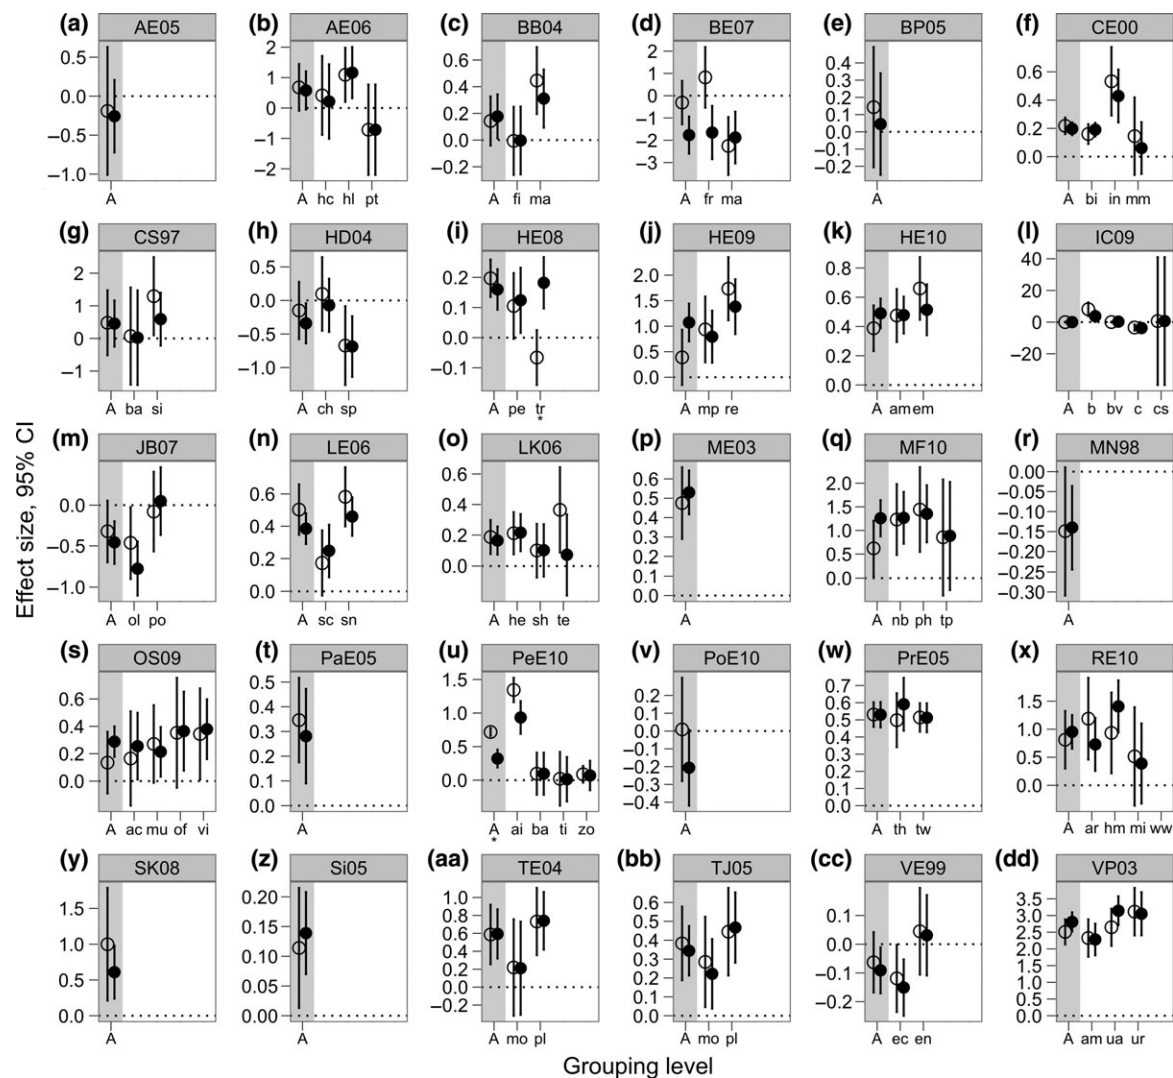 (a) AE05 (b) AE06 (c) BB04 (d) BE07 (e) BP05 (f) CE00
0.5 0.0 −0.5 −1.0
2 1 0 −1 −2
0.6 0.4 0.2 0.0 −0.2
2 1 0 −1 −2 −3
0.4 0.3 0.2 0.1 0.0 −0.1 −0.2
0.8 0.6 0.4 0.2 0.0
A A hc hl pt A fi ma A fr ma A A bi in mm
(g) CS97 (h) HD04 (i) HE08 (j) HE09 (k) HE10 (l) IC09
2 1 0 −1
0.5 0.0 −0.5 −1.0
0.2 0.1 0.0 −0.1
2.0 1.5 1.0 0.5 0.0
0.8 0.6 0.4 0.2 0.0
40 20 0 −20
A ba si A ch sp A pe tr A mp re A am em A b bv c cs
*
(m) JB07 (n) LE06 (o) LK06 (p) ME03 (q) MF10 (r) MN98
0.0 −0.5 −1.0
0.6 0.4 0.2 0.0
0.6 0.4 0.2 0.0
0.6 0.5 0.4 0.3 0.2 0.1 0.0
2.0 1.5 1.0 0.5 0.0
0.00 −0.05 −0.10 −0.15 −0.20 −0.25 −0.30
A ol po A sc sn A he sh te A A nb ph tp A
(s) OS09 (t) PaE05 (u) PeE10 (v) PoE10 (w) PrE05 (x) RE10
0.6 0.4 0.2 0.0
0.5 0.4 0.3 0.2 0.1 0.0
1.5 1.0 0.5 0.0
0.2 0.1 0.0 −0.1 −0.2 −0.3 −0.4
0.7 0.6 0.5 0.4 0.3 0.2 0.1 0.0
1.5 1.0 0.5 0.0
A ac mu of vi A A ai ba ti zo A A th tw A ar hm mi ww
*
(y) SK08 (z) Si05 (aa) TE04 (bb) TJ05 (cc) VE99 (dd) VP03
1.5 1.0 0.5 0.0
0.20 0.15 0.10 0.05 0.00
1.0 0.8 0.6 0.4 0.2 0.0 −0.2
0.6 0.5 0.4 0.3 0.2 0.1 0.0
0.1 0.0 −0.1 −0.2
3.5 3.0 2.5 2.0 1.5 1.0 0.5 0.0
A A A mo pl A mo pl A ec en A am ua ur
Effect size, 95% CI
Grouping level